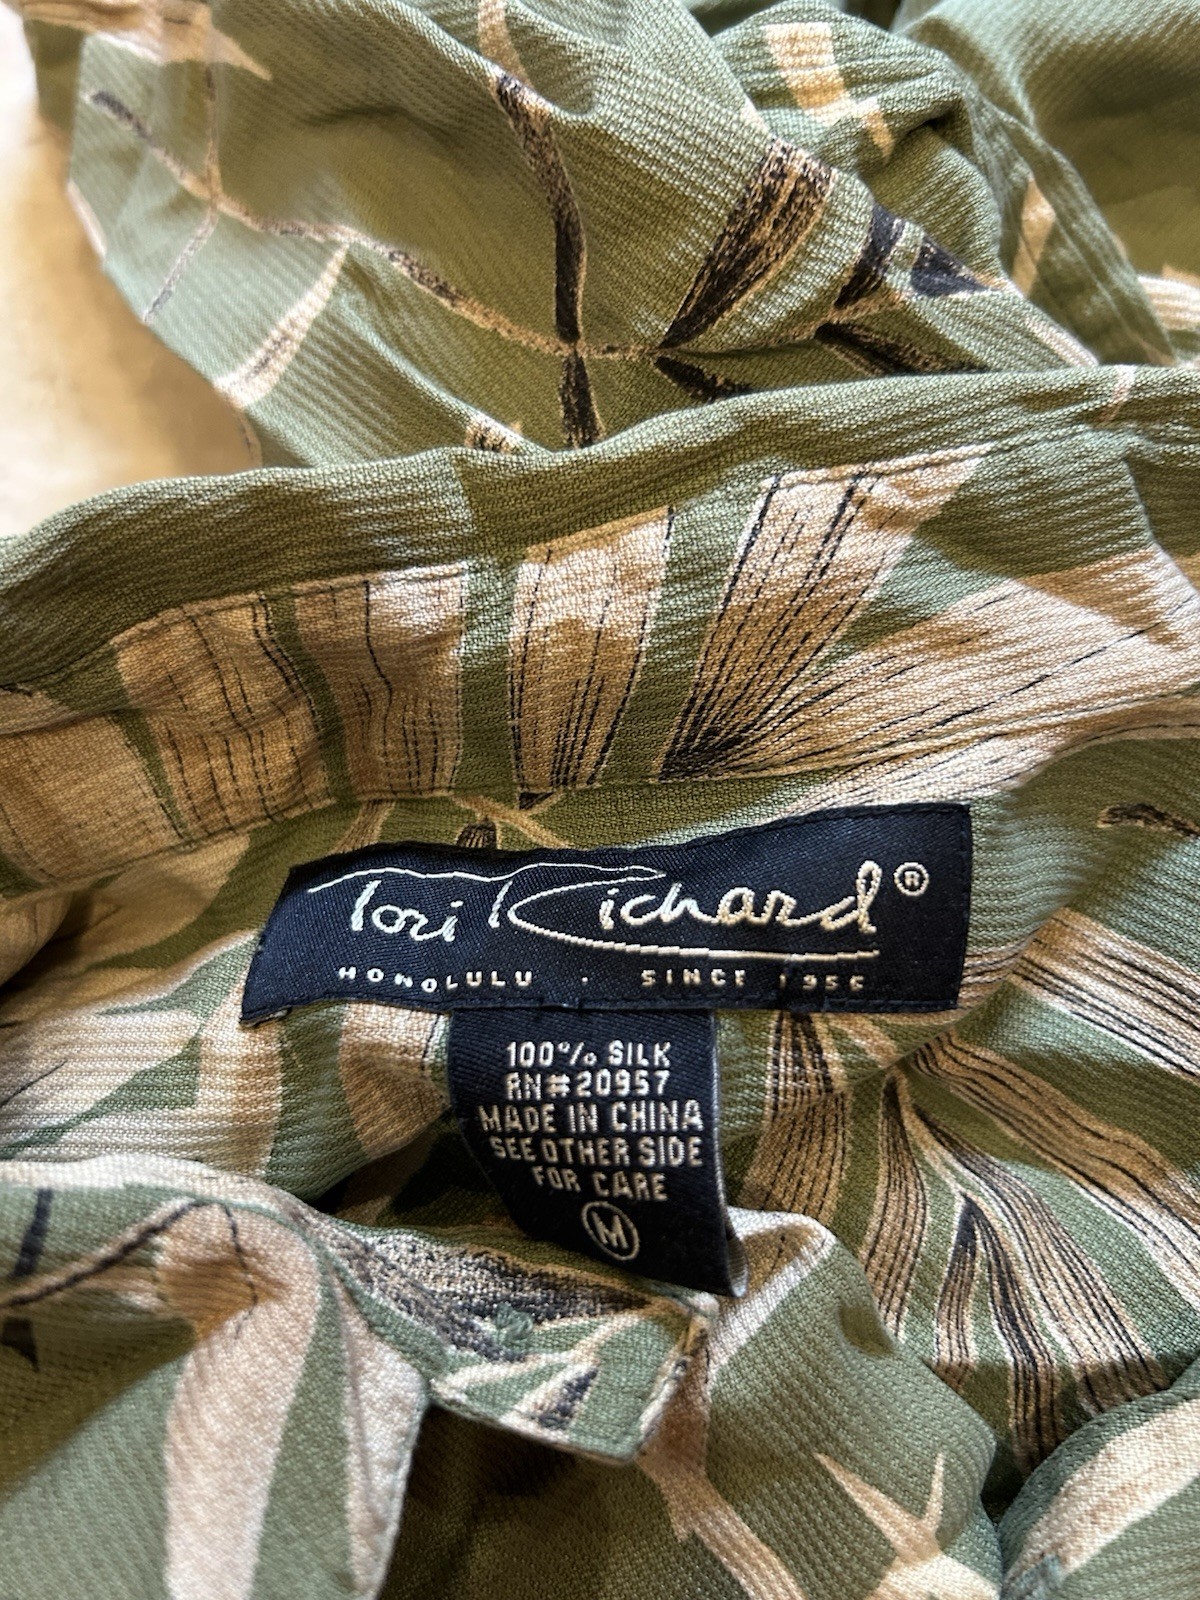 Tori Richard®
HONOLULU · SINCE 1956
100% SILK
RN#20957
MADE IN CHINA
SEE OTHER SIDE
FOR CARE
M